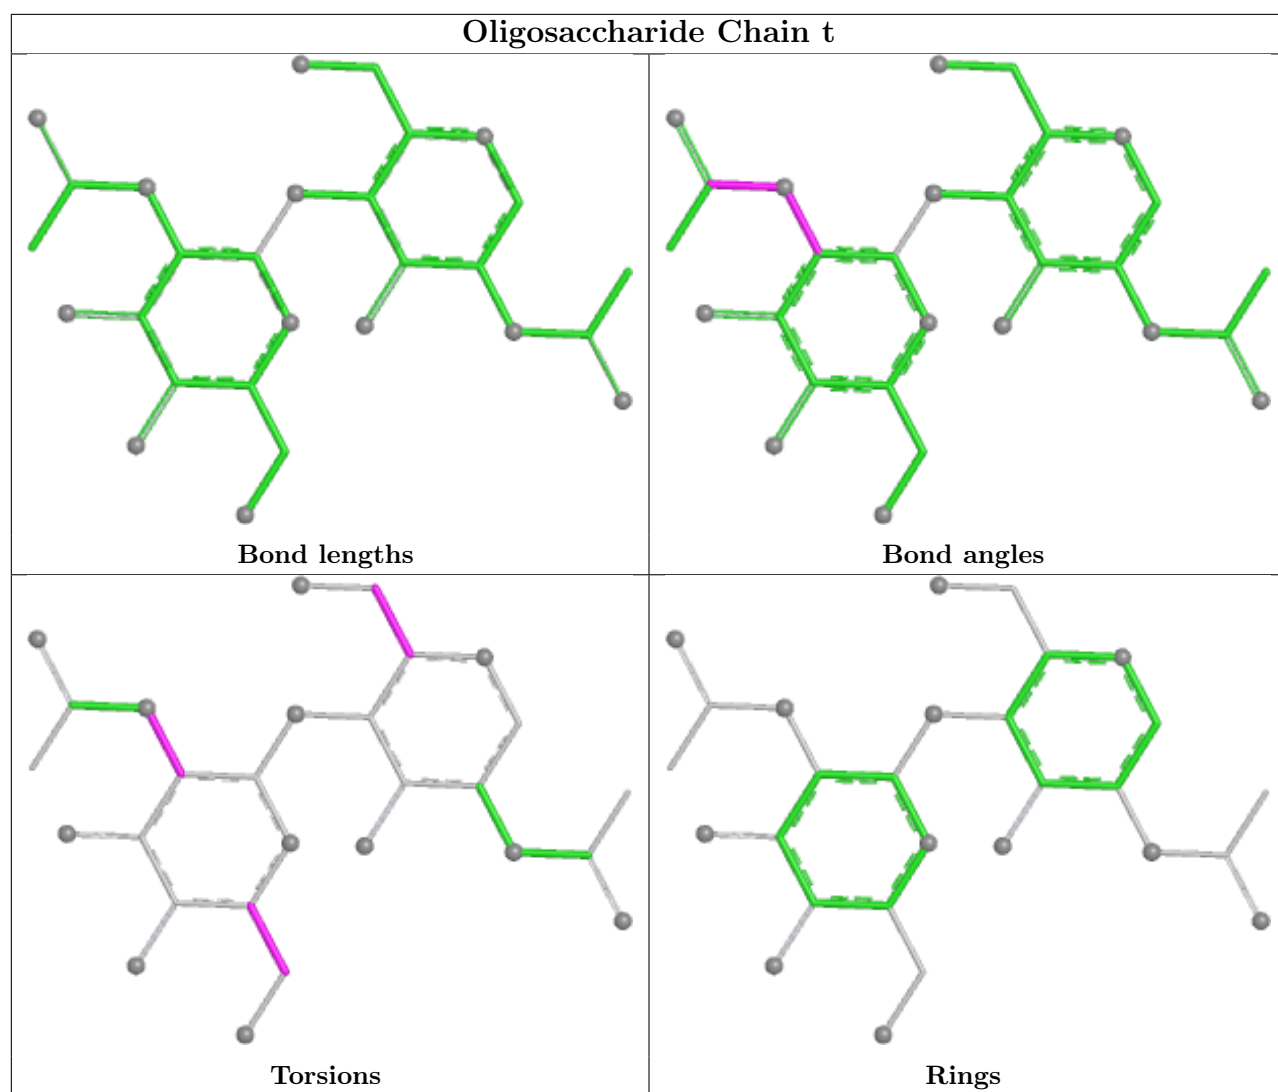 Oligosaccharide Chain t
Bond lengths
Bond angles
Torsions
Rings